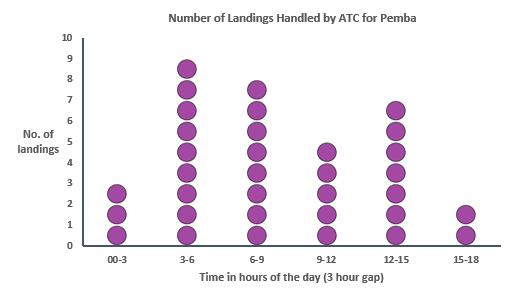 Number of Landings Handled by ATC for Pemba
10
9
8
7
6
5
4
3
2
1
0
No. of
landings
00-3 3-6 6-9 9-12 12-15 15-18
Time in hours of the day (3 hour gap)